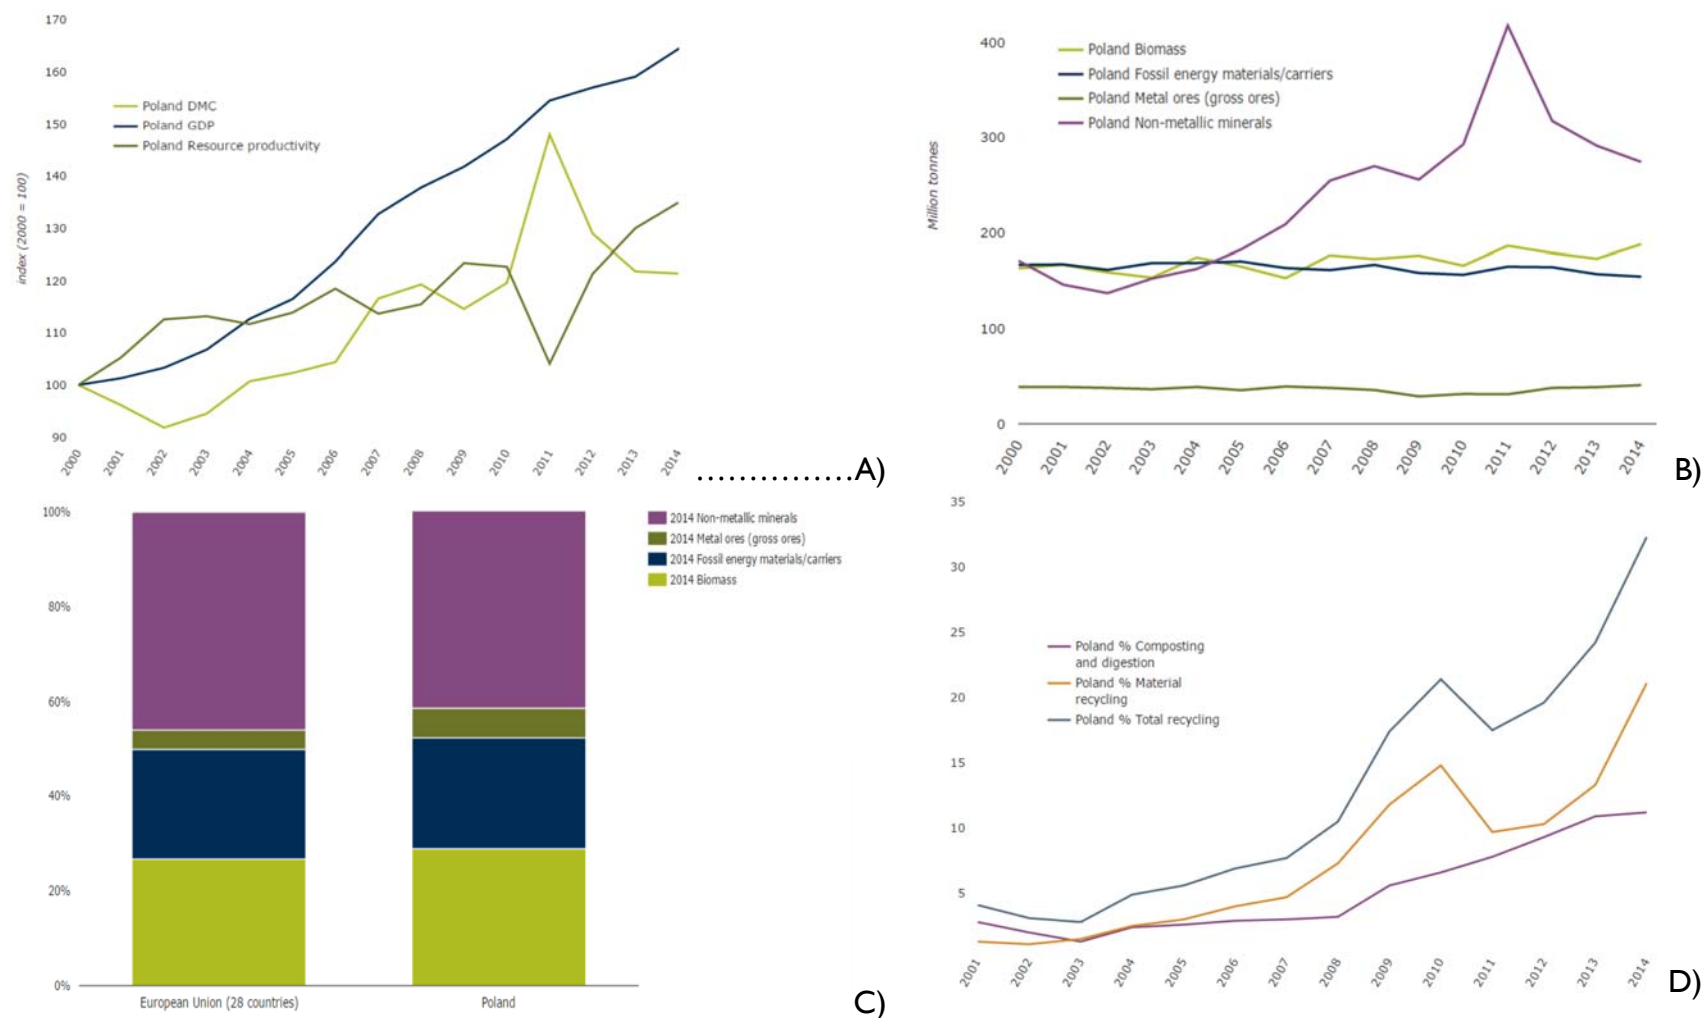 170
160
150
140
130
120
110
100
90
index (2000 = 100)
Poland DMC
Poland GDP
Poland Resource productivity
2000
2001
2002
2003
2004
2005
2006
2007
2008
2009
2010
2011
2012
2013
2014
...............A)
400
300
200
100
0
Million tonnes
Poland Biomass
Poland Fossil energy materials/carriers
Poland Metal ores (gross ores)
Poland Non-metallic minerals
2000
2001
2002
2003
2004
2005
2006
2007
2008
2009
2010
2011
2012
2013
2014
B)
100%
80%
60%
40%
20%
0%
2014 Non-metallic minerals
2014 Metal ores (gross ores)
2014 Fossil energy materials/carriers
2014 Biomass
European Union (28 countries)
Poland
C)
35
30
25
20
15
10
5
Poland % Composting
and digestion
Poland % Material
recycling
Poland % Total recycling
2001
2002
2003
2004
2005
2006
2007
2008
2009
2010
2011
2012
2013
2014
D)